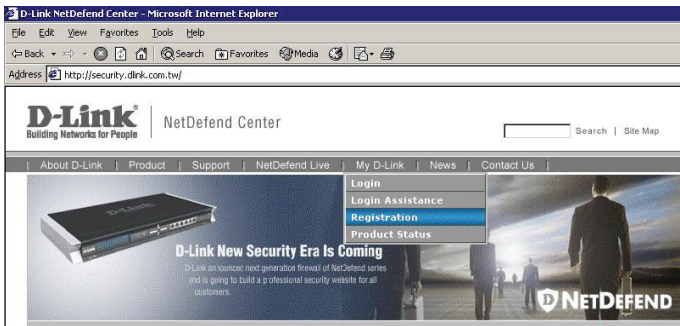 D-Link NetDefend Center - Microsoft Internet Explorer
File Edit View Favorites Tools Help
Back Search Favorites Media
Address http://security.dlink.com.tw/
D-Link®
Building Networks for People
NetDefend Center
Search | Site Map
| About D-Link | Product | Support | NetDefend Live | My D-Link | News | Contact Us |
Login
Login Assistance
Registration
Product Status
D-Link
D-Link New Security Era Is Coming
D-Link announced next generation firewall of NetDefend series
and is going to build a professional security website for all
customers.
NETDEFEND